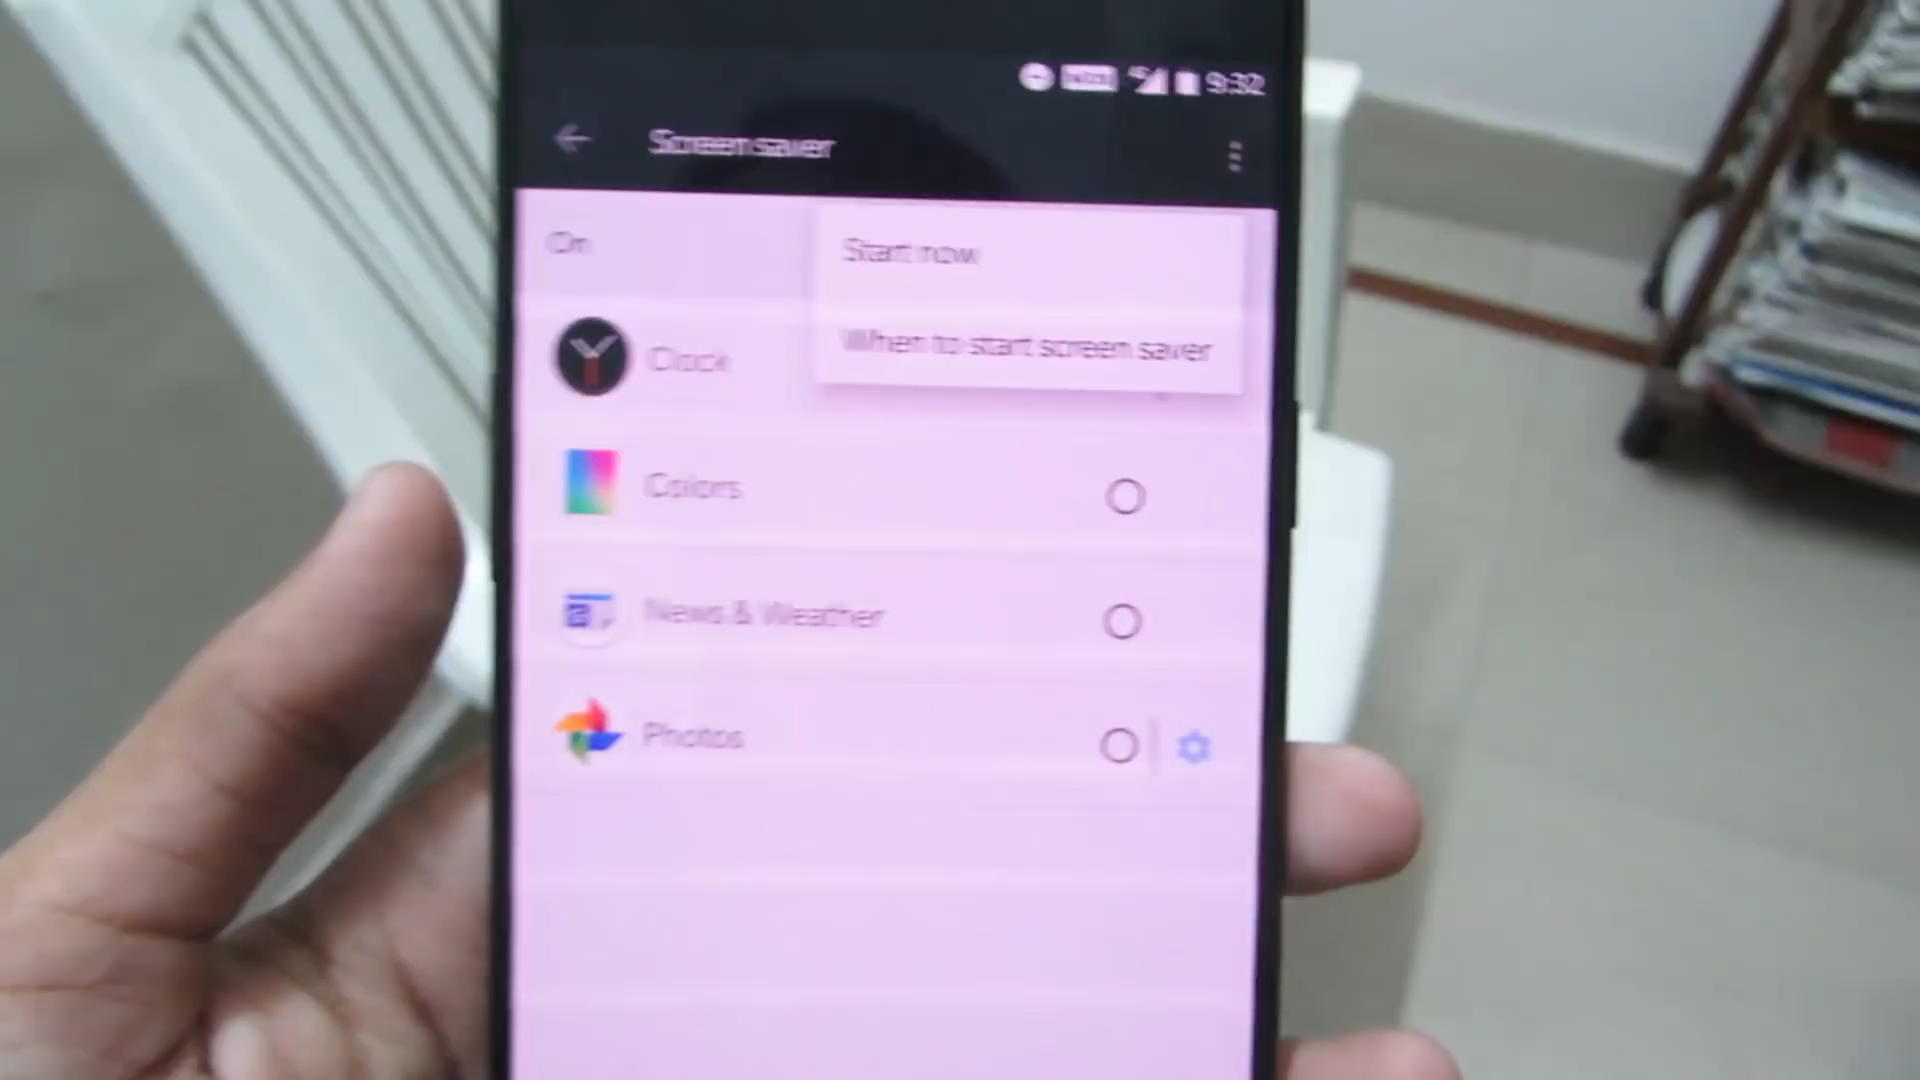 9:32
Screen saver
On
Start now
When to start screen saver
Clock
Colors
News & Weather
Photos